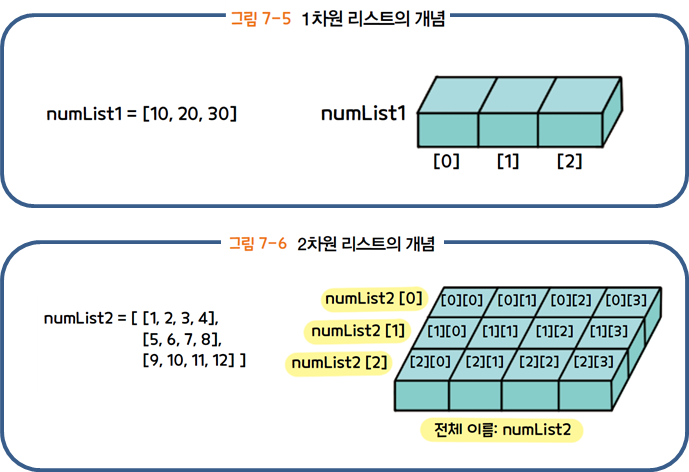 그림 7-5 1차원 리스트의 개념
numList1 = [10, 20, 30]
numList1
[0] [1] [2]
그림 7-6 2차원 리스트의 개념
numList2 = [ [1, 2, 3, 4],
[5, 6, 7, 8],
[9, 10, 11, 12] ]
numList2 [0] [0][0] [0][1] [0][2] [0][3]
numList2 [1] [1][0] [1][1] [1][2] [1][3]
numList2 [2] [2][0] [2][1] [2][2] [2][3]
전체 이름: numList2